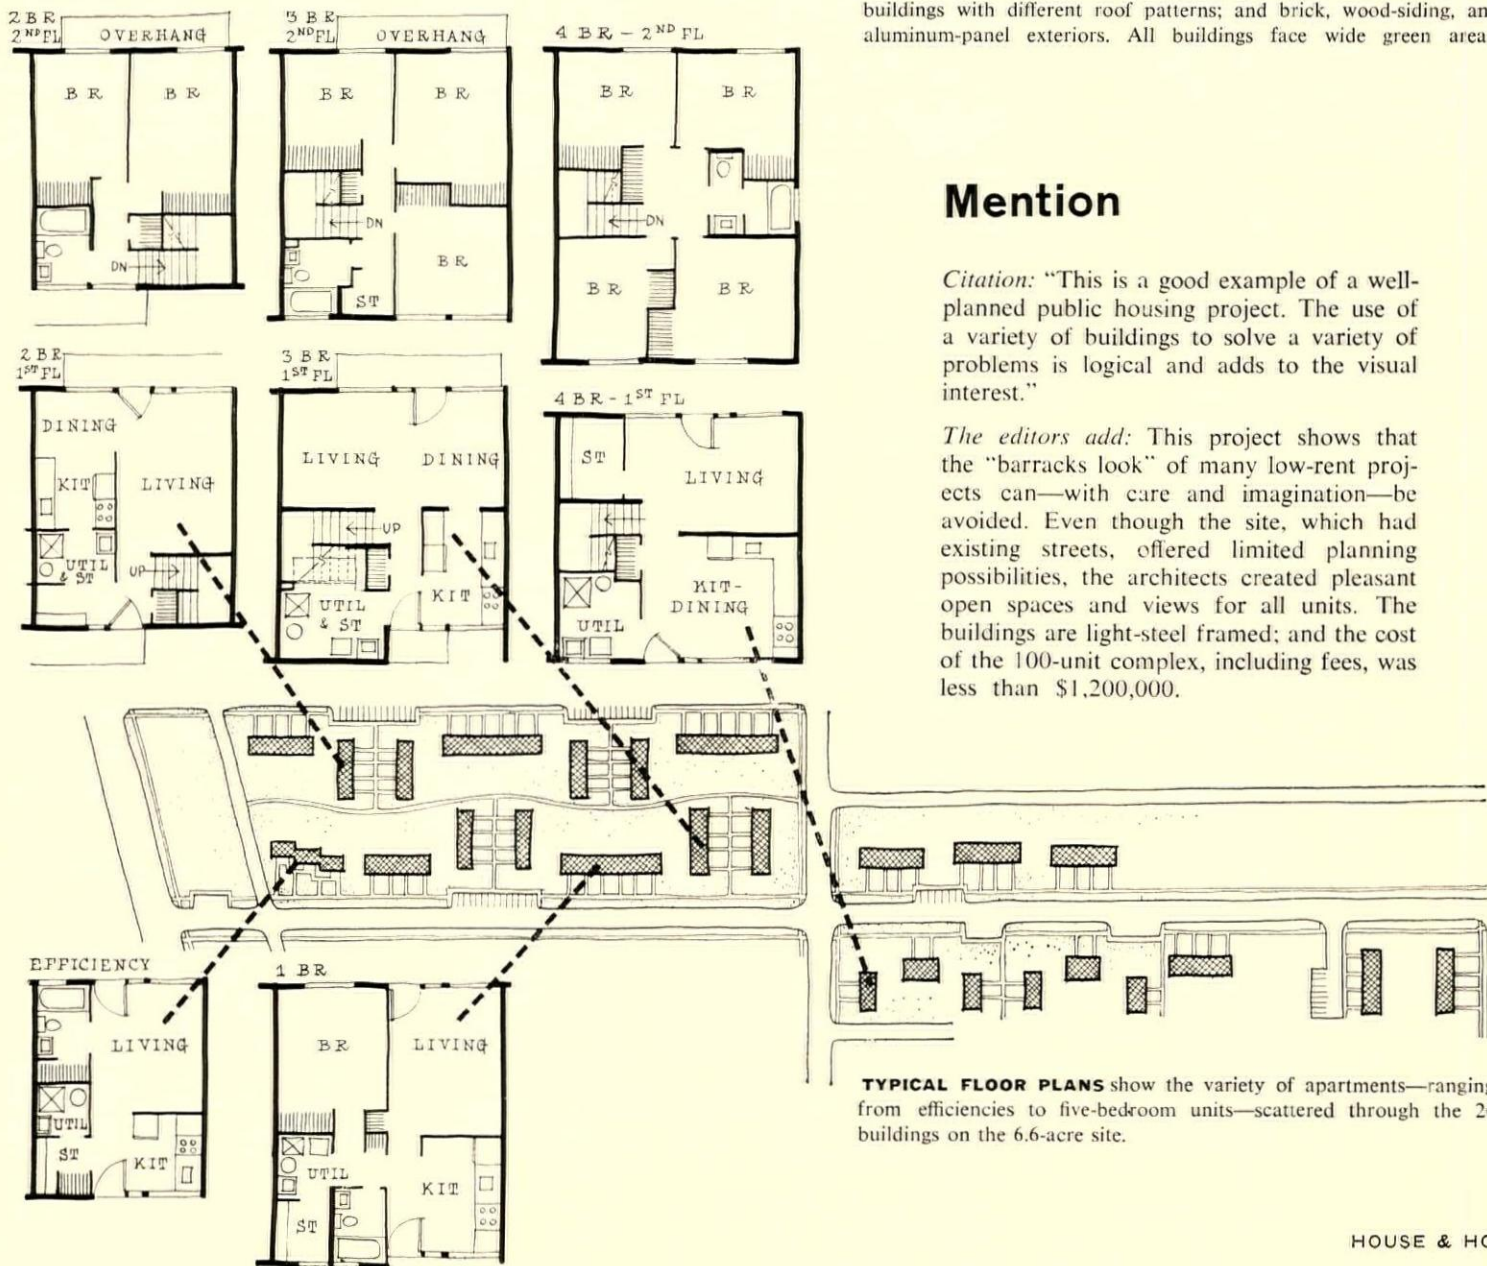 buildings with different roof patterns; and brick, wood-siding, an
aluminum-panel exteriors. All buildings face wide green area
Mention
Citation: “This is a good example of a well-
planned public housing project. The use of
a variety of buildings to solve a variety of
problems is logical and adds to the visual
interest.”
The editors add: This project shows that
the “barracks look” of many low-rent proj-
ects can—with care and imagination—be
avoided. Even though the site, which had
existing streets, offered limited planning
possibilities, the architects created pleasant
open spaces and views for all units. The
buildings are light-steel framed; and the cost
of the 100-unit complex, including fees, was
less than $1,200,000.
2 BR
2ND FL
OVERHANG
BR
BR
DN
3 BR
2ND FL
OVERHANG
BR
BR
DN
BR
ST
4 BR – 2ND FL
BR
BR
DN
BR
BR
2 BR
1ST FL
DINING
KIT
LIVING
UTIL
& ST
UP
3 BR
1ST FL
LIVING
DINING
UP
KIT
UTIL
& ST
4 BR - 1ST FL
ST
LIVING
KIT-
DINING
UTIL
EFFICIENCY
LIVING
UTIL
ST
KIT
1 BR
BR
LIVING
UTIL
KIT
ST
TYPICAL FLOOR PLANS show the variety of apartments—ranging
from efficiencies to five-bedroom units—scattered through the 2
buildings on the 6.6-acre site.
HOUSE & HO